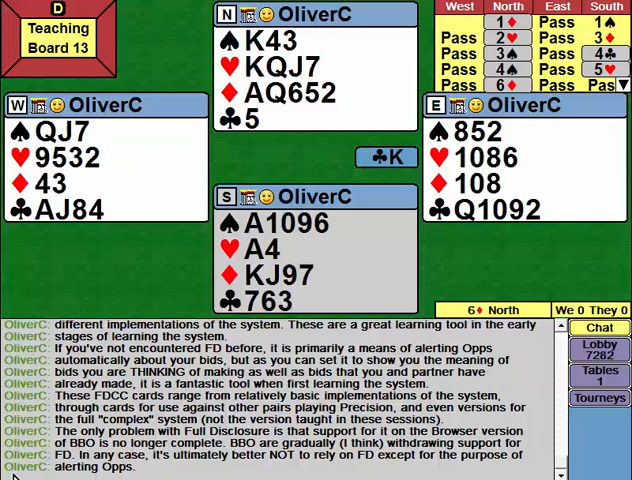 D
Teaching
Board 13
N OliverC
♠K43
♥KQJ7
♦AQ652
♣5
West North East South
1♦ Pass 1♠
Pass 2♥ Pass 3♦
Pass 3♠ Pass 4♣
Pass 4♠ Pass 5♥
Pass 6♦ Pass Pas
W OliverC
♠QJ7
♥9532
♦43
♣AJ84
♣K
E OliverC
♠852
♥1086
♦108
♣Q1092
S OliverC
♠A1096
♥A4
♦KJ97
♣763
6♦ North We 0 They 0
OliverC: different implementations of the system. These are a great learning tool in the early
OliverC: stages of learning the system.
OliverC: If you've not encountered FD before, it is primarily a means of alerting Opps
OliverC: automatically about your bids, but as you can set it to show you the meaning of
OliverC: bids you are THINKING of making as well as bids that you and partner have
OliverC: already made, it is a fantastic tool when first learning the system.
OliverC: These FDCC cards range from relatively basic implementations of the system,
OliverC: through cards for use against other pairs playing Precision, and even versions for
OliverC: the full "complex" system (not the version taught in these sessions).
OliverC: The only problem with Full Disclosure is that support for it on the Browser version
OliverC: of BBO is no longer complete. BBO are gradually (I think) withdrawing support for
OliverC: FD. In any case, it's ultimately better NOT to rely on FD except for the purpose of
OliverC: alerting Opps.
Chat
Lobby
7282
Tables
1
Tourneys